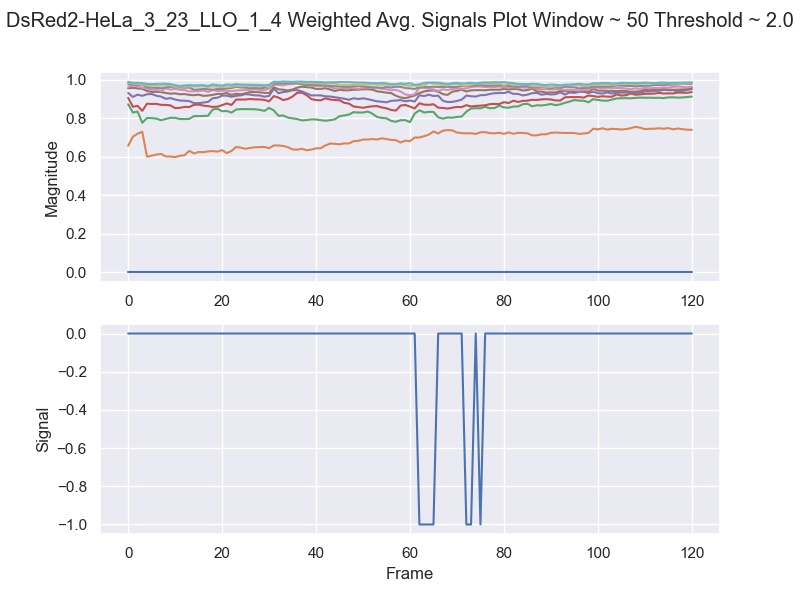 DsRed2-HeLa_3_23_LLO_1_4 Weighted Avg. Signals Plot Window ~ 50 Threshold ~ 2.0
1.0
0.8
0.6
0.4
0.2
0.0
Magnitude
0 20 40 60 80 100 120
0.0
−0.2
−0.4
−0.6
−0.8
−1.0
Signal
0 20 40 60 80 100 120
Frame